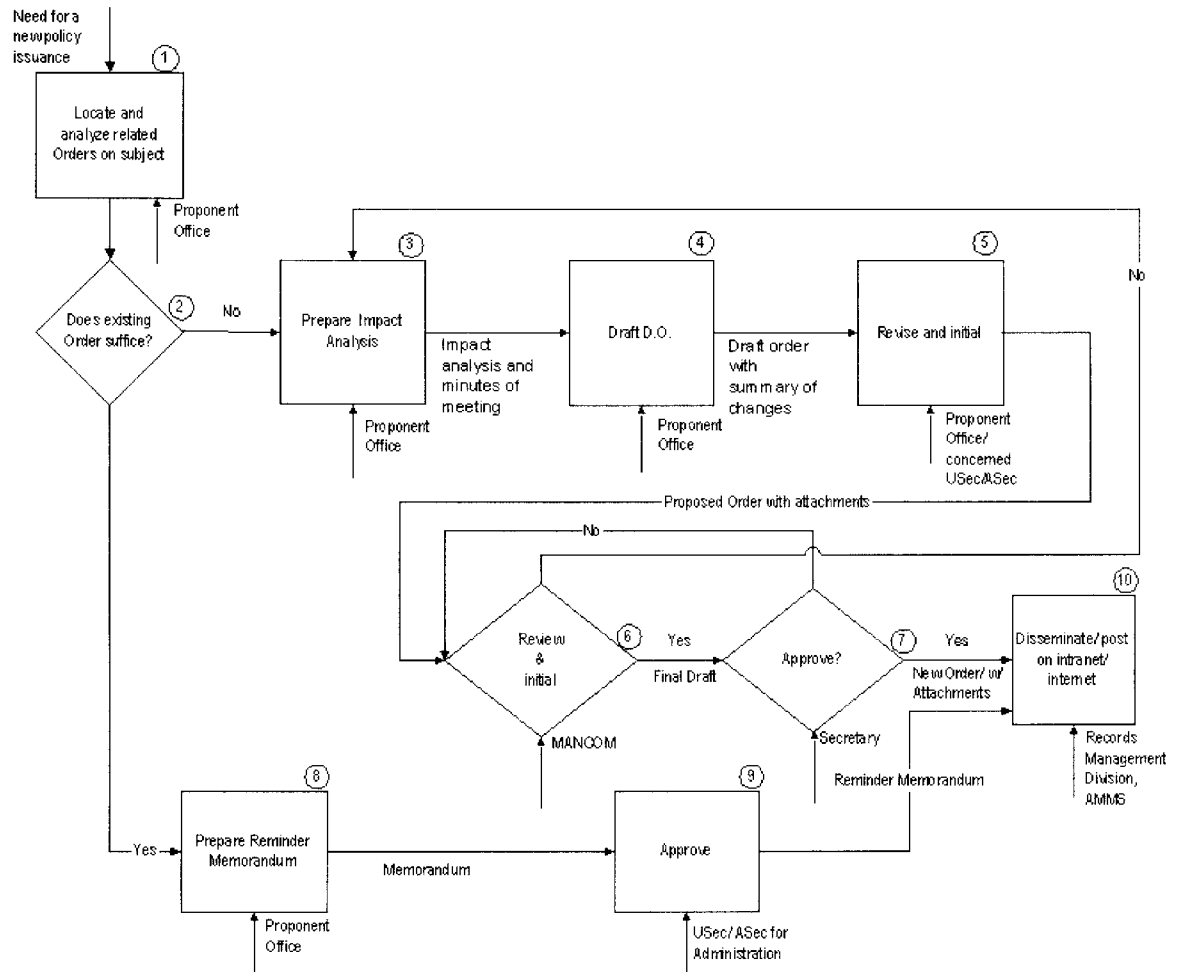 Need for a
newpolicy
issuance
1
Locate and
analyze related
Orders on subject
Proponent
Office
2
Does existing
Order suffice?
No
3
Prepare Impact
Analysis
Proponent
Office
Impact
analysis and
minutes of
meeting
4
Draft D.O.
Proponent
Office
Draft order
with
summary of
changes
5
Revise and initial
Proponent
Office/
concerned
USec/ASec
No
Proposed Order with attachments
No
Review
&
initial
6
MANCOM
Yes
Final Draft
Approve?
7
Secretary
Yes
New Order/ w/
Attachments
10
Disseminate/post
on intranet/
internet
Records
Management
Division,
AMMS
Reminder Memorandum
Yes
8
Prepare Reminder
Memorandum
Proponent
Office
Memorandum
9
Approve
USec/ASec for
Administration